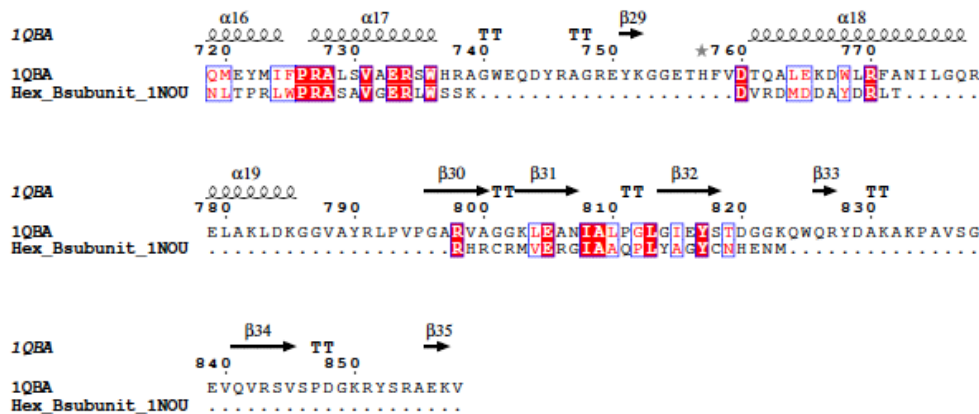 α16 α17 β29 α18
1QBA TT TT
720 730 740 750 760 770
1QBA QMEYMIFPRALSVAERSWHRAGWEQDYRAGREYKGGETHFVDTQALEKDWLRFANILGQR
Hex_Bsubunit_1NOU NLTPRLWPRASAVGERLWSSK....................DVRDMDDAYDRLT......
α19 β30 β31 β32 β33
1QBA TT TT TT
780 790 800 810 820 830
1QBA ELAKLDKGGVAYRLPVPGARVAGGKLEANIALPGLGIEYSTDGGKQWQRYDAKAKPAVSG
Hex_Bsubunit_1NOU ...................RHRCRMVERGIAAQPLYAGYCNHENM...............
β34 β35
1QBA TT
840 850
1QBA EVQVRSVSPDGKRYSRAEKV
Hex_Bsubunit_1NOU ....................